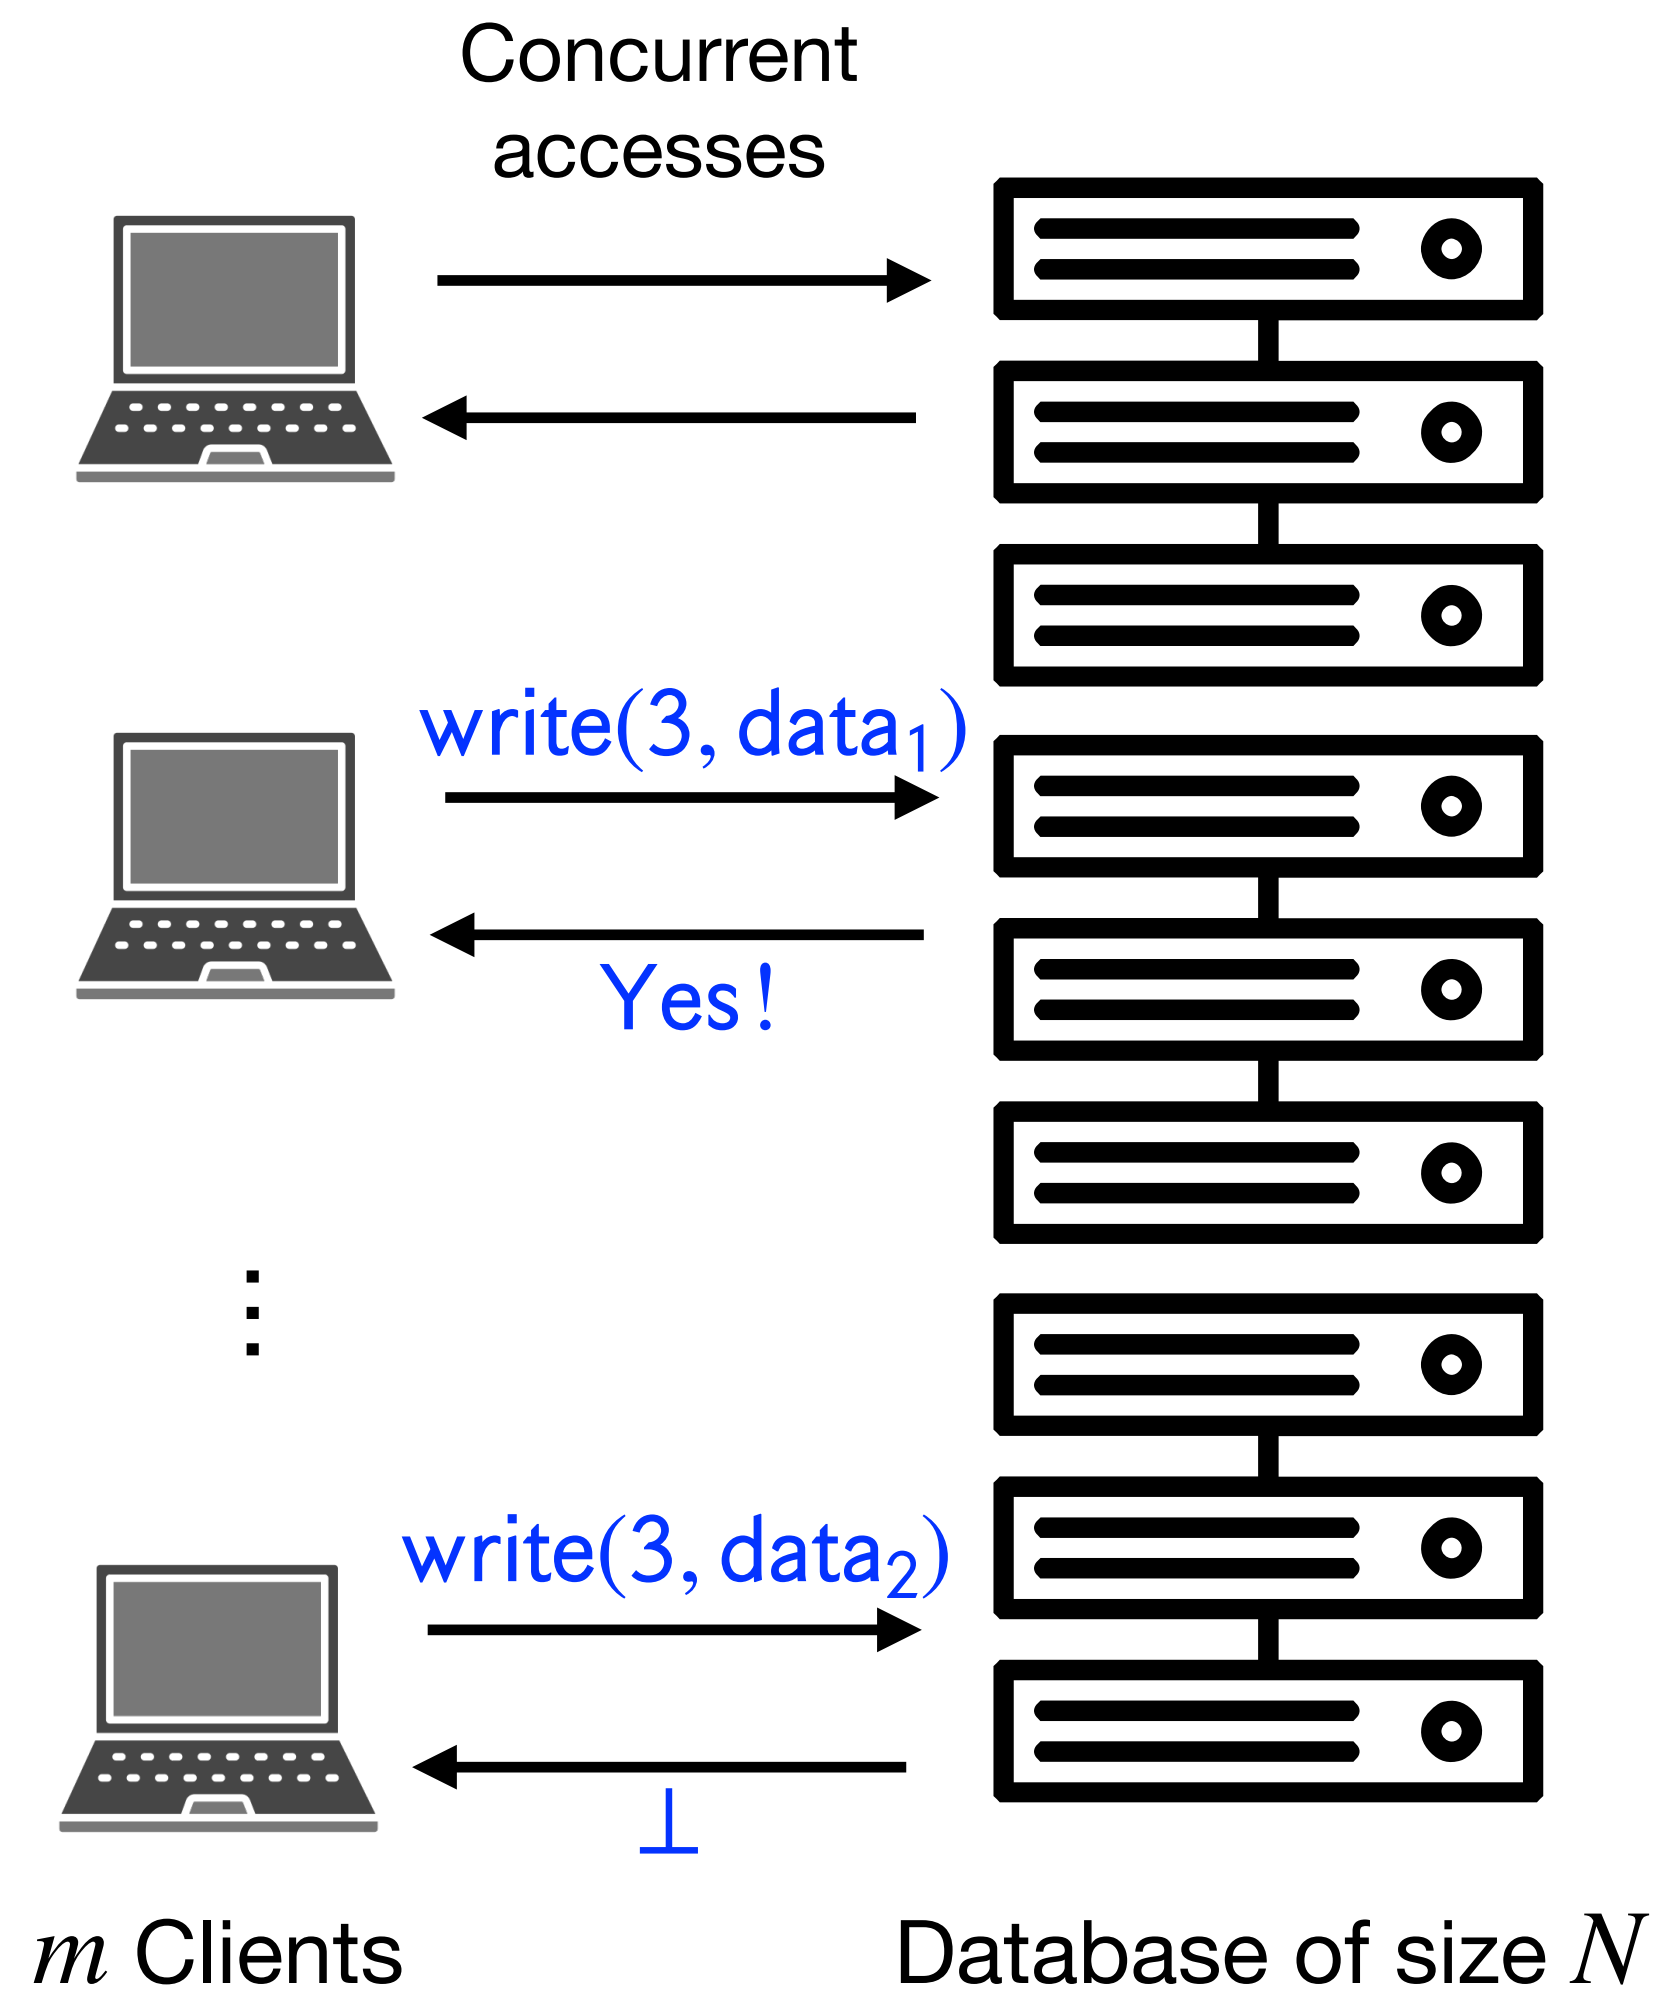 Concurrent
accesses
write(3, data₁)
Yes!
⋮
write(3, data₂)
⊥
m Clients
Database of size N